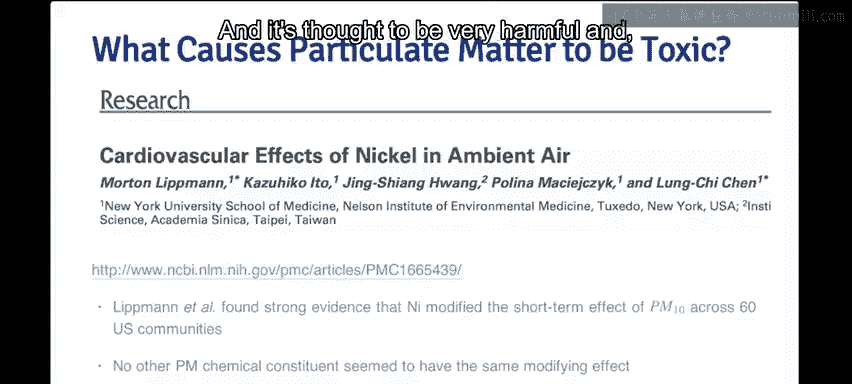 And it's thought to be very harmful and,
What Causes Particulate Matter to be Toxic?
Research
Cardiovascular Effects of Nickel in Ambient Air
Morton Lippmann,1* Kazuhiko Ito,1 Jing-Shiang Hwang,2 Polina Maciejczyk,1 and Lung-Chi Chen1*
1New York University School of Medicine, Nelson Institute of Environmental Medicine, Tuxedo, New York, USA; 2Insti
Science, Academia Sinica, Taipei, Taiwan
http://www.ncbi.nlm.nih.gov/pmc/articles/PMC1665439/
· Lippmann et al. found strong evidence that Ni modified the short-term effect of PM10 across 60
US communities
· No other PM chemical constituent seemed to have the same modifying effect